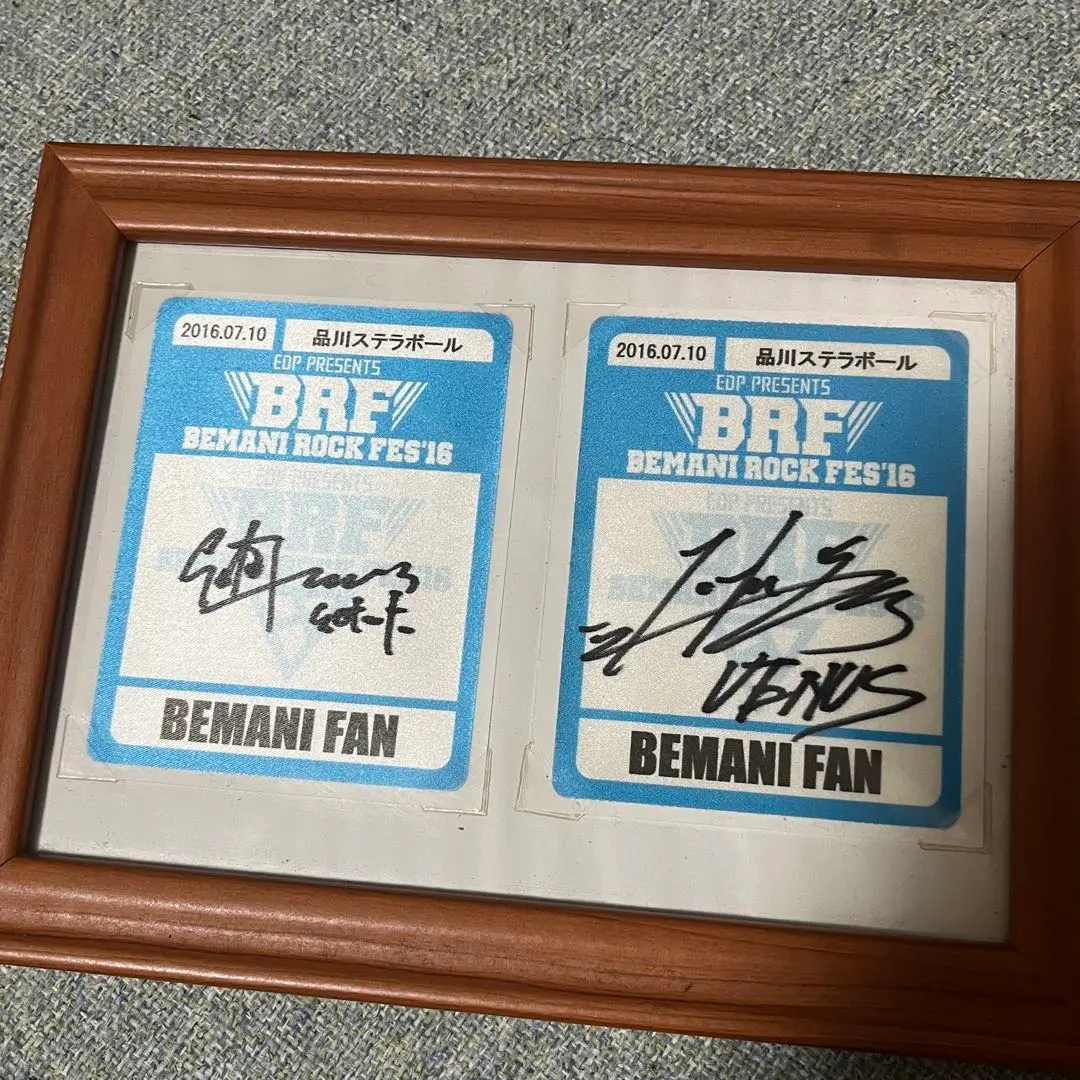 2016.07.10
品川ステラボール
EDP PRESENTS
BRF
BEMANI ROCK FES'16
BEMANI FAN
2016.07.10
品川ステラボール
EDP PRESENTS
BRF
BEMANI ROCK FES'16
VENUS
BEMANI FAN